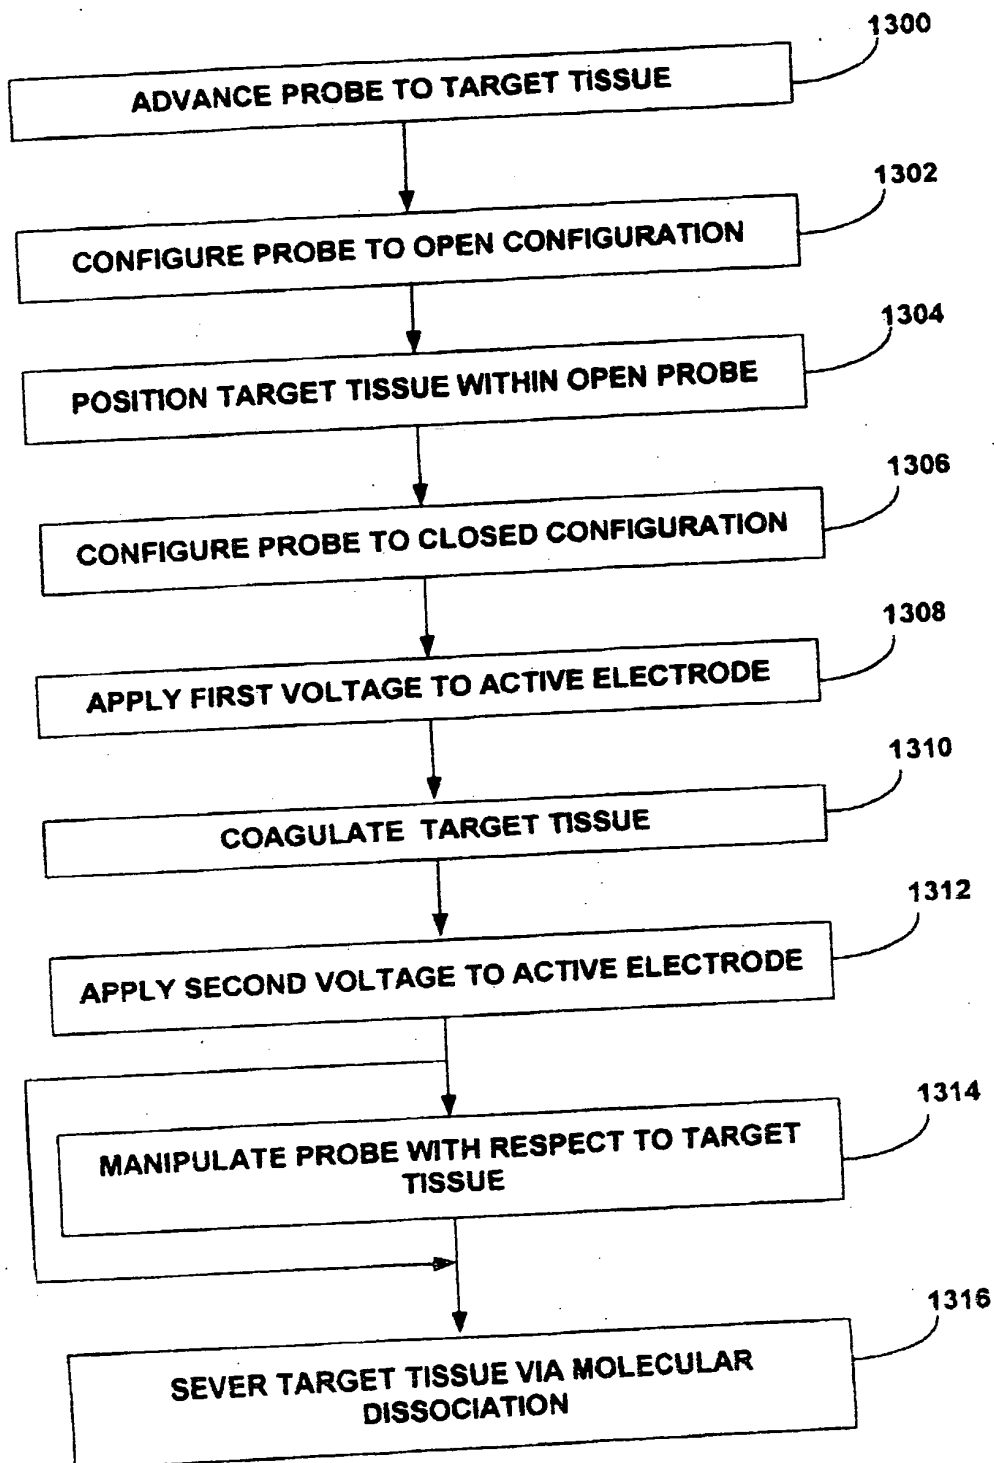 1300
ADVANCE PROBE TO TARGET TISSUE
1302
CONFIGURE PROBE TO OPEN CONFIGURATION
1304
POSITION TARGET TISSUE WITHIN OPEN PROBE
1306
CONFIGURE PROBE TO CLOSED CONFIGURATION
1308
APPLY FIRST VOLTAGE TO ACTIVE ELECTRODE
1310
COAGULATE TARGET TISSUE
1312
APPLY SECOND VOLTAGE TO ACTIVE ELECTRODE
1314
MANIPULATE PROBE WITH RESPECT TO TARGET
TISSUE
1316
SEVER TARGET TISSUE VIA MOLECULAR
DISSOCIATION